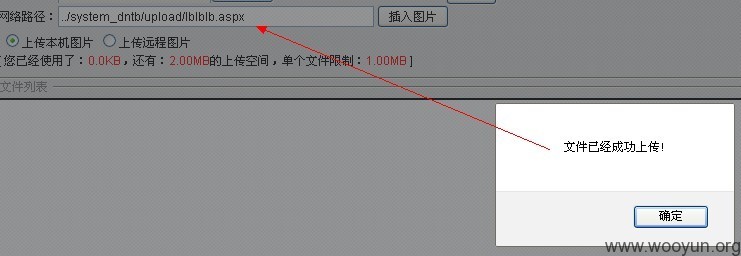 网络路径：../system_dntb/upload/lblblb.aspx 插入图片
上传本机图片 上传远程图片
[您已经使用了：0.0KB，还有：2.00MB的上传空间，单个文件限制：1.00MB]
文件列表
文件已经成功上传!
确定
www.wooyun.org